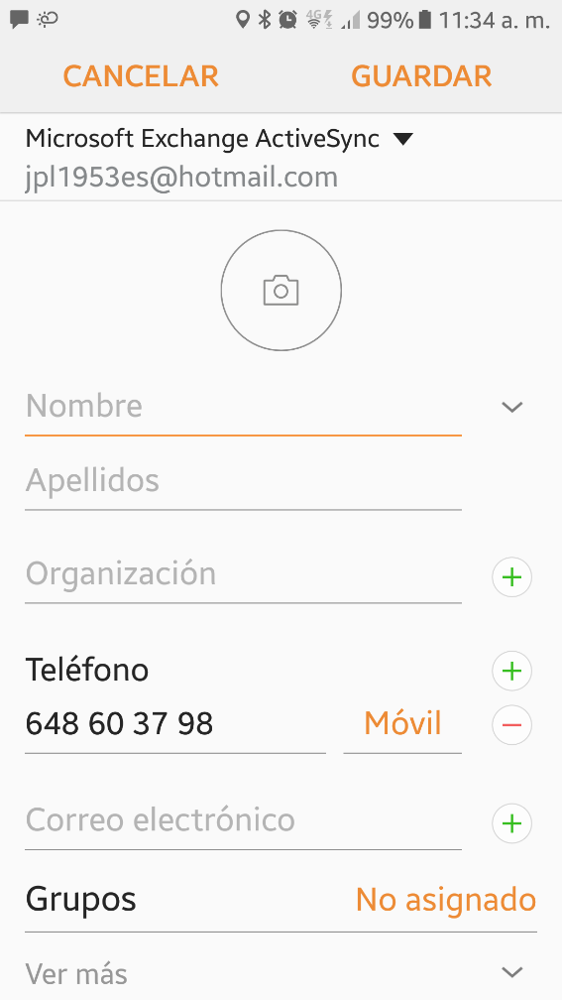 4G 99% 11:34 a. m.
CANCELAR GUARDAR
Microsoft Exchange ActiveSync
jpl1953es@hotmail.com
Nombre
Apellidos
Organización
Teléfono
648 60 37 98 Móvil
Correo electrónico
Grupos No asignado
Ver más